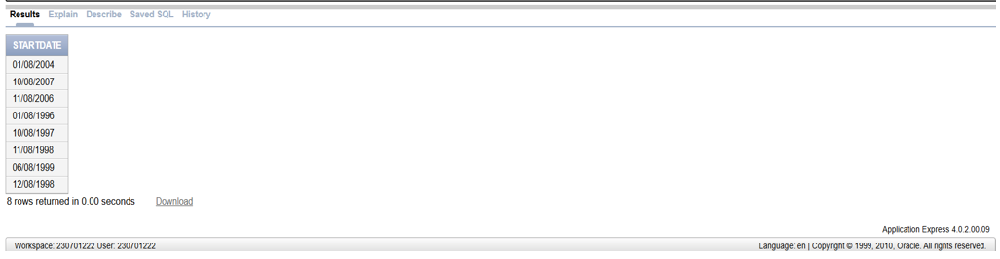 Results Explain Describe Saved SQL History
STARTDATE
01/08/2004
10/08/2007
11/08/2006
01/08/1996
10/08/1997
11/08/1998
06/08/1999
12/08/1998
8 rows returned in 0.00 seconds Download
Application Express 4.0.2.00.09
Workspace: 230701222 User: 230701222 Language: en | Copyright © 1999, 2010, Oracle. All rights reserved.